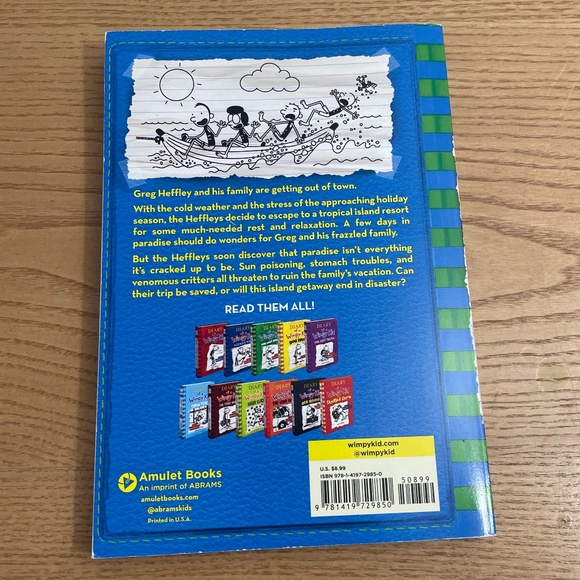 Greg Heffley and his family are getting out of town.
With the cold weather and the stress of the approaching holiday
season, the Heffleys decide to escape to a tropical island resort
for some much-needed rest and relaxation. A few days in
paradise should do wonders for Greg and his frazzled family.
But the Heffleys soon discover that paradise isn't everything
it's cracked up to be. Sun poisoning, stomach troubles, and
venomous critters all threaten to ruin the family's vacation. Can
their trip be saved, or will this island getaway end in disaster?
READ THEM ALL!
wimpykid.com
@wimpykid
U.S. $8.99
ISBN 978-1-4197-2985-0
50899
9 781419 729850
Amulet Books
An imprint of ABRAMS
amuletbooks.com
@abramskids
Printed in U.S.A.